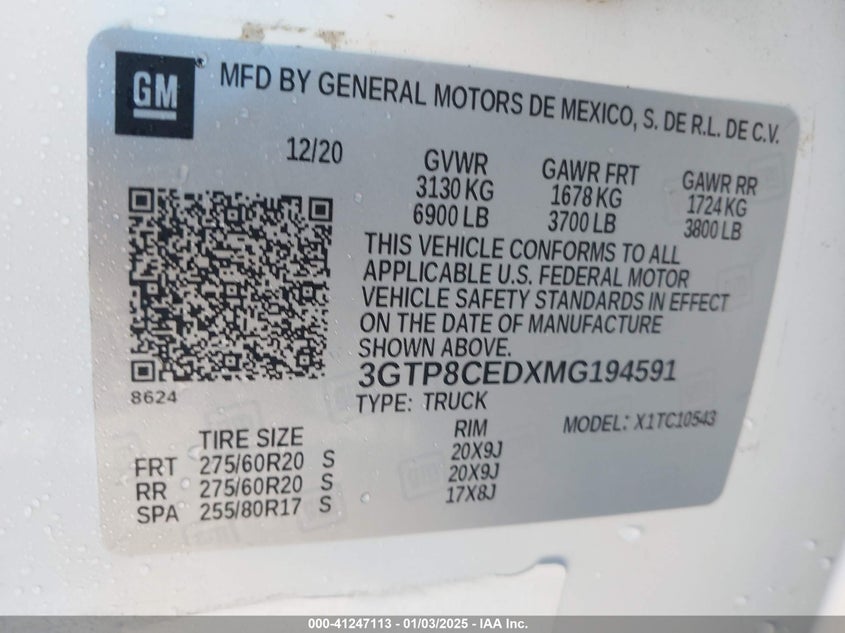 GM
MFD BY GENERAL MOTORS DE MEXICO, S. DE R.L. DE C.V.
12/20
GVWR GAWR FRT GAWR RR
3130 KG 1678 KG 1724 KG
6900 LB 3700 LB 3800 LB
THIS VEHICLE CONFORMS TO ALL
APPLICABLE U.S. FEDERAL MOTOR
VEHICLE SAFETY STANDARDS IN EFFECT
ON THE DATE OF MANUFACTURE
SHOWN ABOVE.
3GTP8CEDXMG194591
8624
TYPE: TRUCK
MODEL: X1TC10543
TIRE SIZE RIM
FRT 275/60R20 S 20X9J
RR 275/60R20 S 20X9J
SPA 255/80R17 S 17X8J
000-41247113 - 01/03/2025 - IAA Inc.